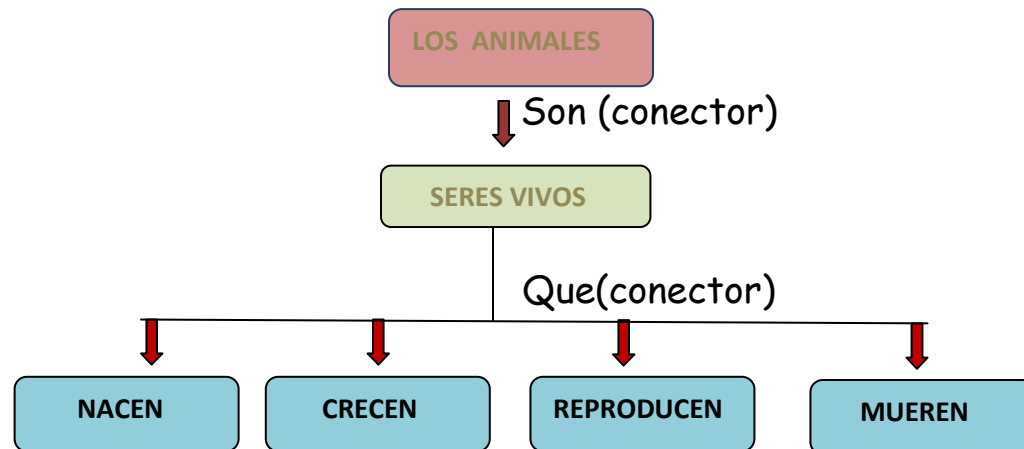 LOS ANIMALES
Son (conector)
SERES VIVOS
Que(conector)
NACEN
CRECEN
REPRODUCEN
MUEREN